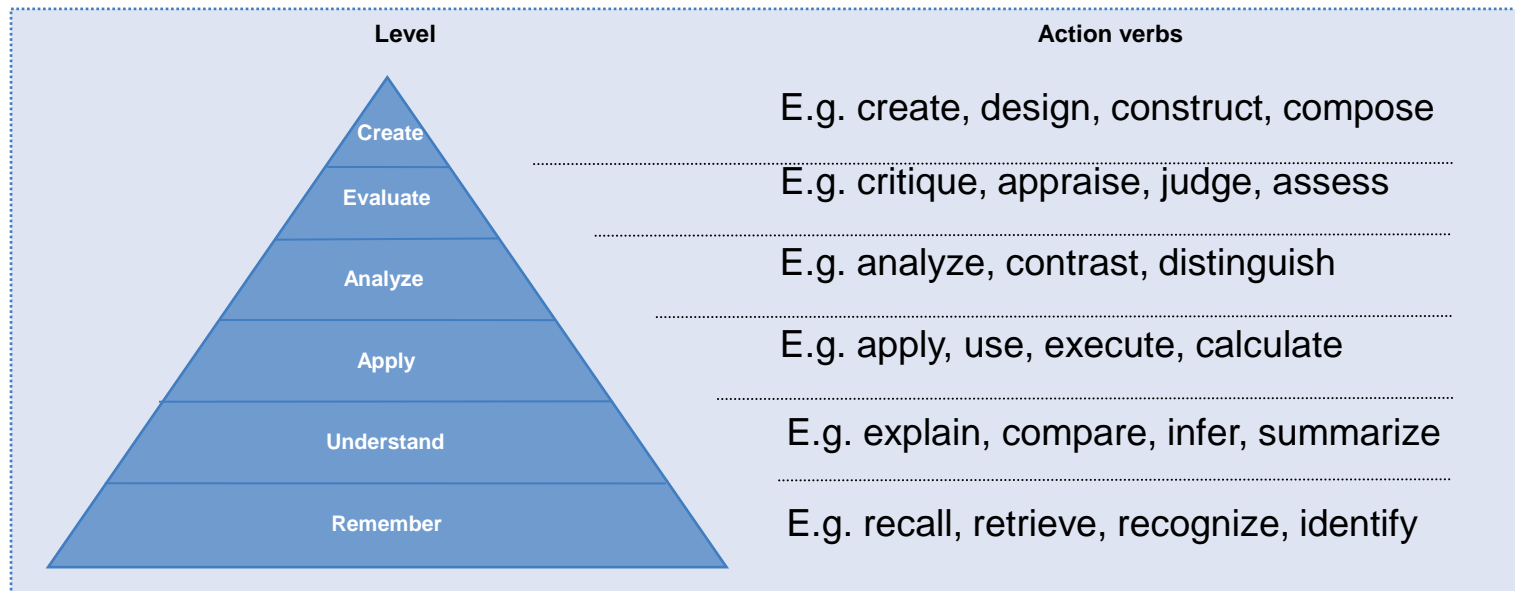 Level
Action verbs
Create
E.g. create, design, construct, compose
Evaluate
E.g. critique, appraise, judge, assess
Analyze
E.g. analyze, contrast, distinguish
Apply
E.g. apply, use, execute, calculate
Understand
E.g. explain, compare, infer, summarize
Remember
E.g. recall, retrieve, recognize, identify